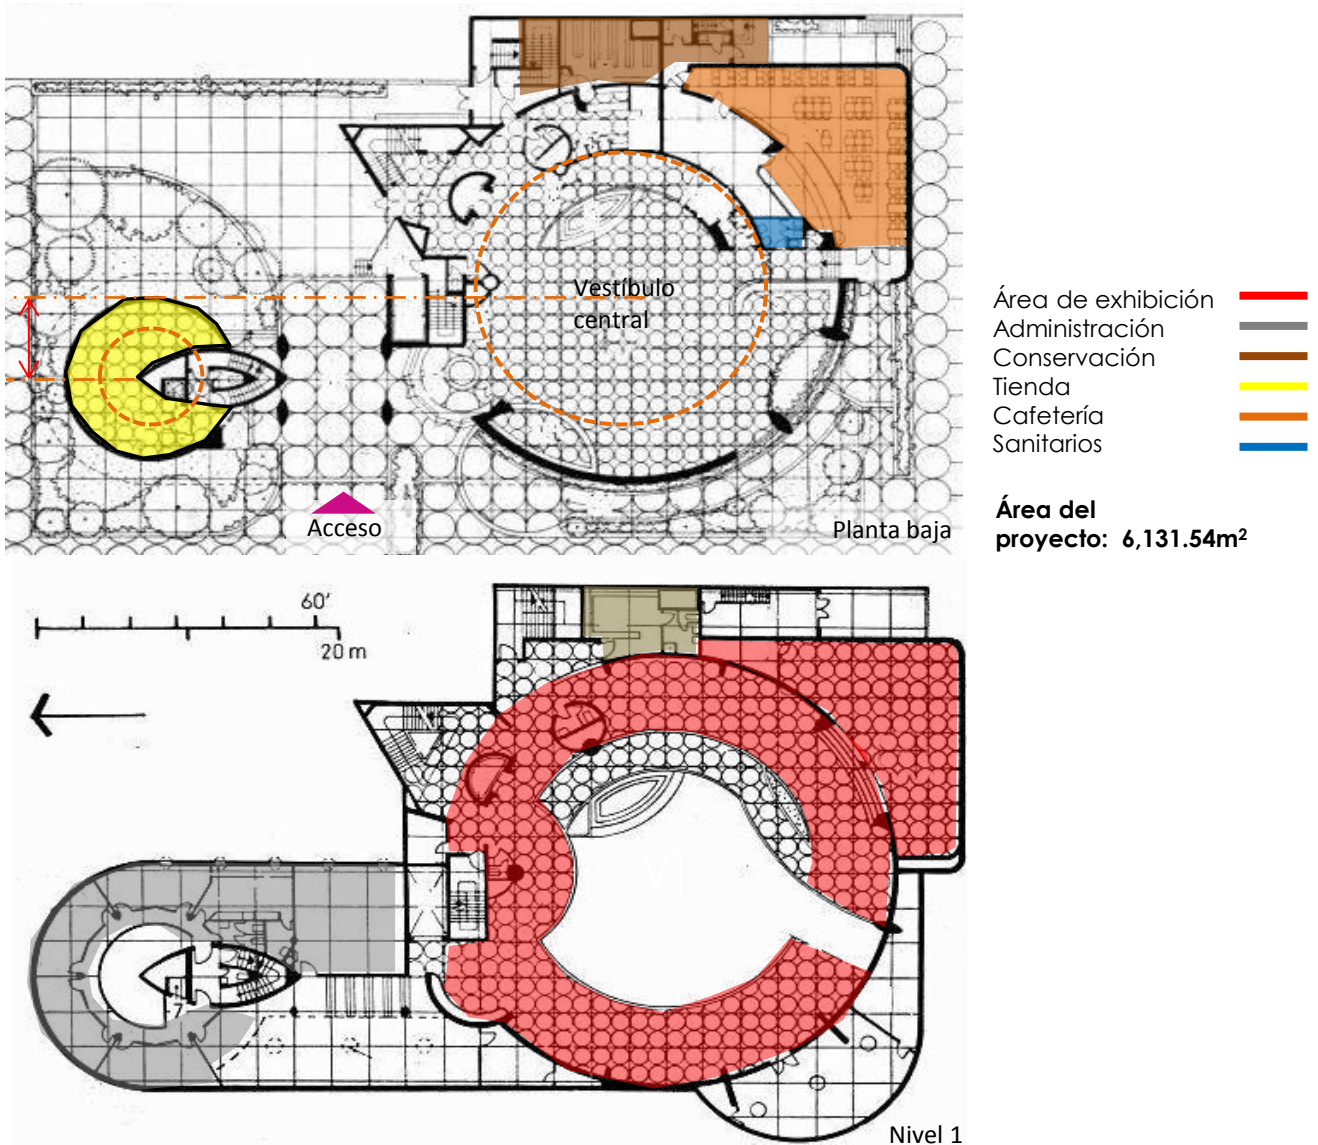 Vestíbulo
central
Acceso
Planta baja
Área de exhibición
Administración
Conservación
Tienda
Cafetería
Sanitarios
Área del
proyecto: 6,131.54m²
60'
20 m
Nivel 1